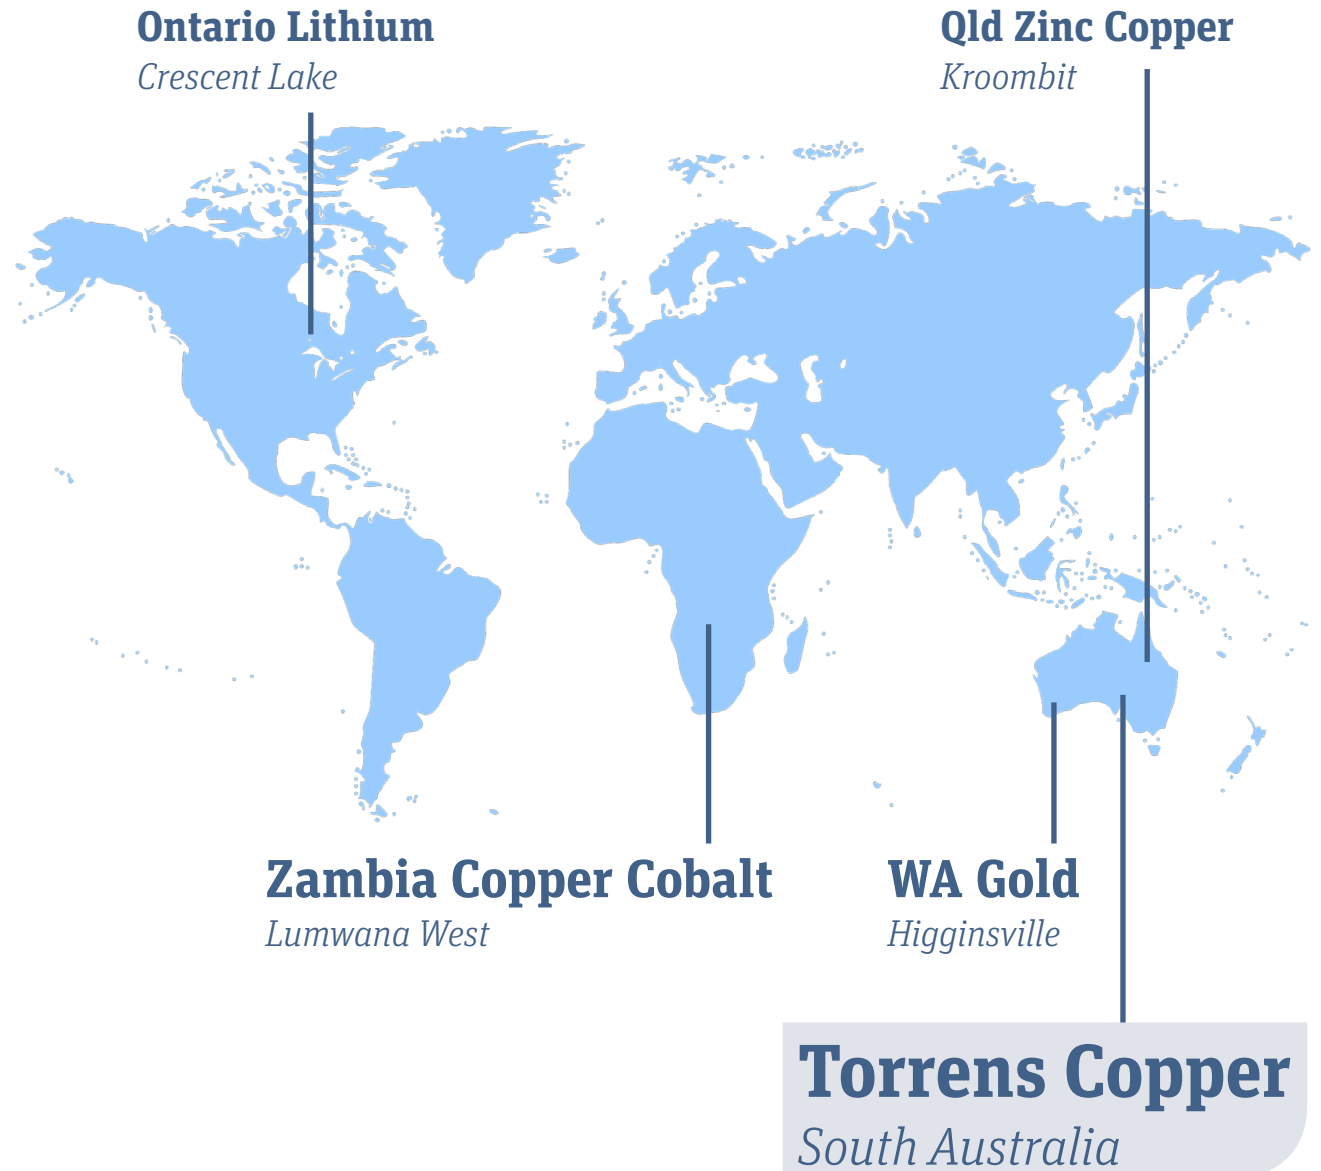 Ontario Lithium
Crescent Lake
Qld Zinc Copper
Kroombit
Zambia Copper Cobalt
Lumwana West
WA Gold
Higginsville
Torrens Copper
South Australia